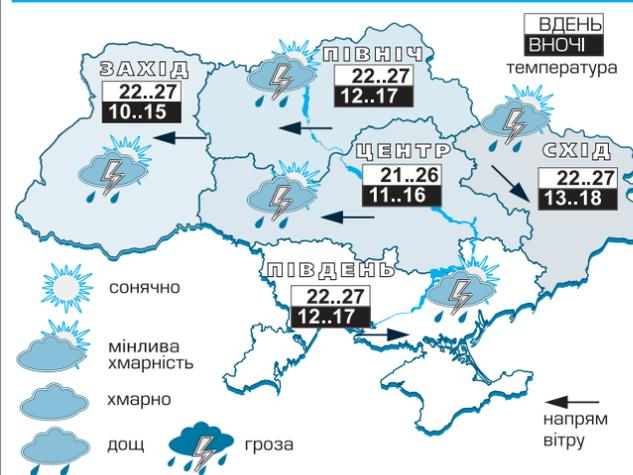 ВДЕНЬ
ВНОЧІ
температура
ПІВНІЧ
22..27
12..17
ЗАХІД
22..27
10..15
ЦЕНТР
21..26
11..16
СХІД
22..27
13..18
ПІВДЕНЬ
22..27
12..17
сонячно
мінлива
хмарність
хмарно
дощ
гроза
напрям
вітру